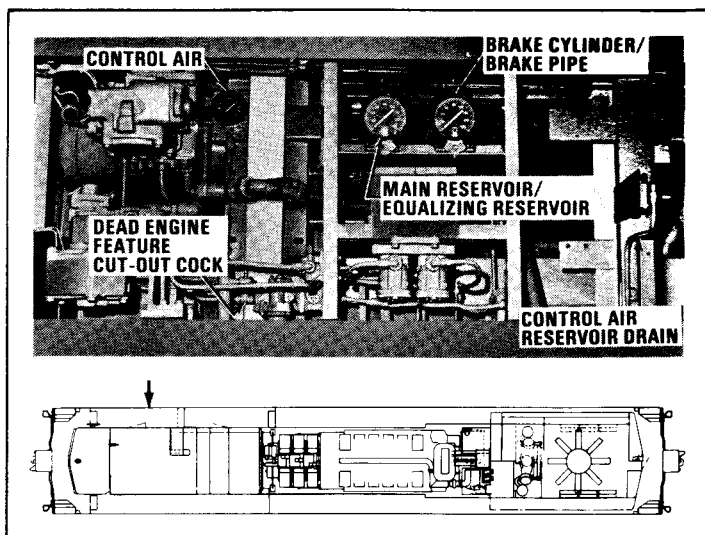 CONTROL AIR
BRAKE CYLINDER/
BRAKE PIPE
MAIN RESERVOIR/
EQUALIZING RESERVOIR
DEAD ENGINE
FEATURE
CUT-OUT COCK
CONTROL AIR
RESERVOIR DRAIN